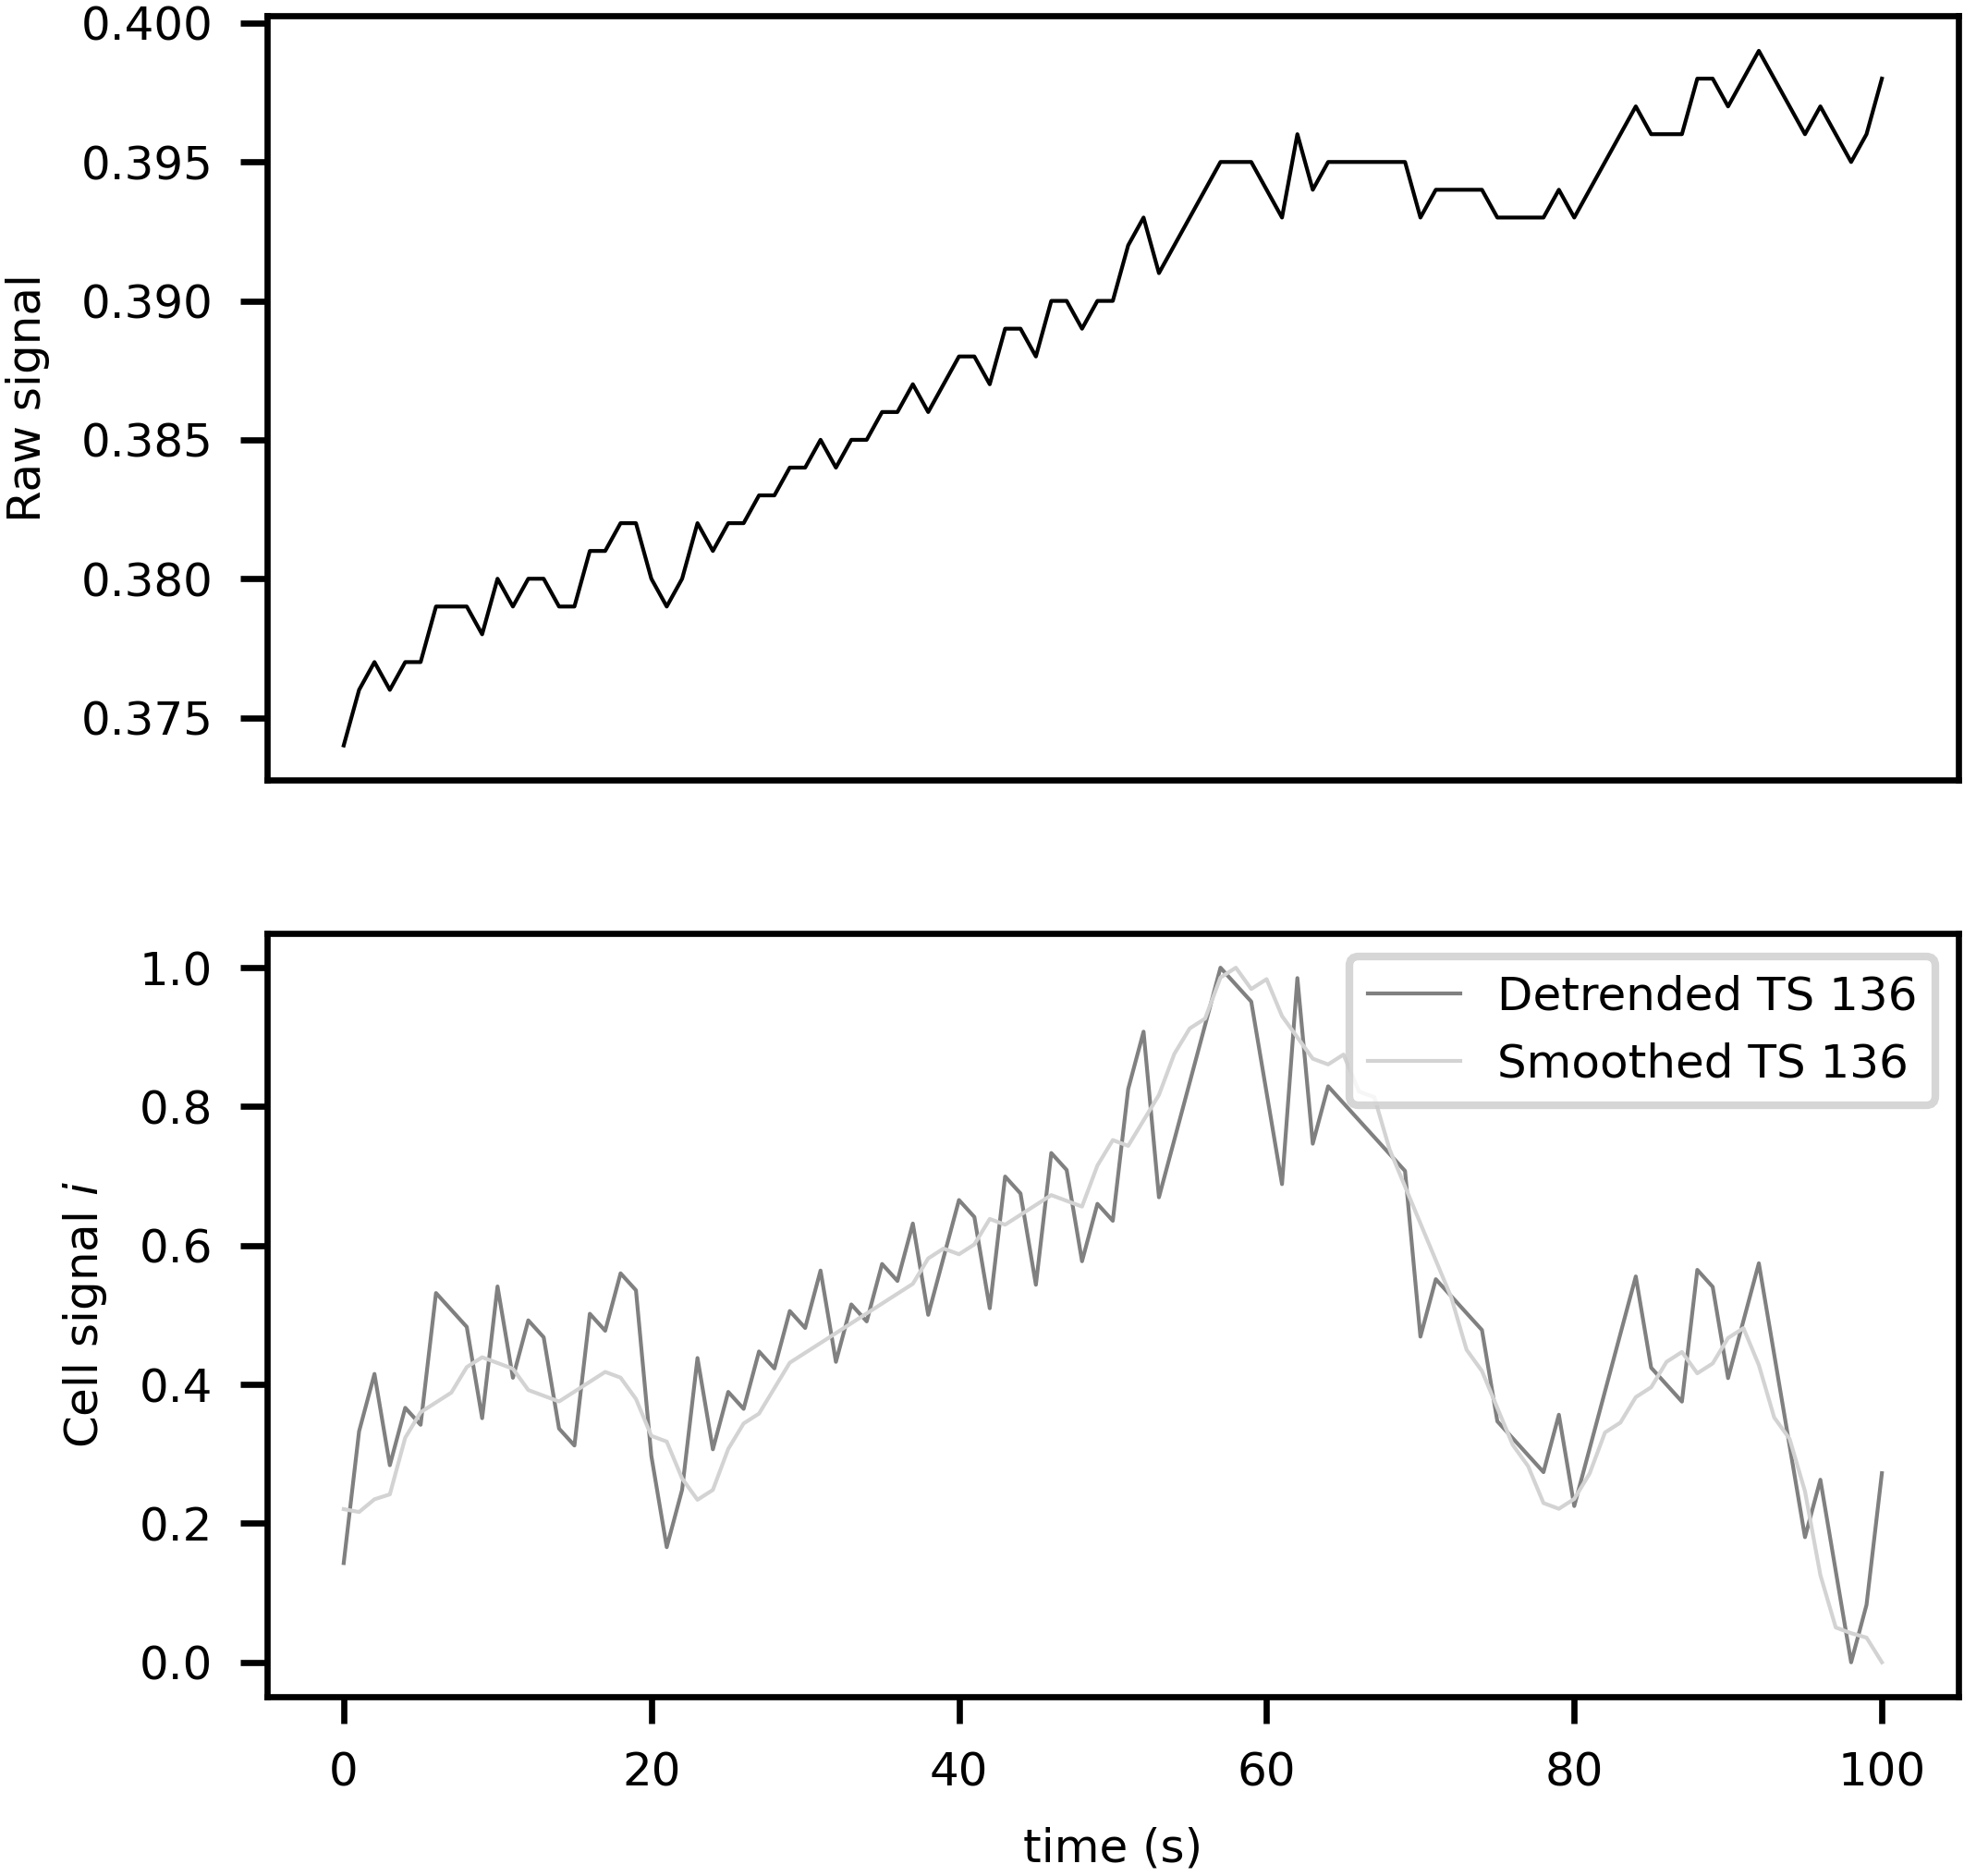 0.400
0.395
0.390
0.385
0.380
0.375
Raw signal
1.0
0.8
0.6
0.4
0.2
0.0
Cell signal i
Detrended TS 136
Smoothed TS 136
0 20 40 60 80 100
time (s)